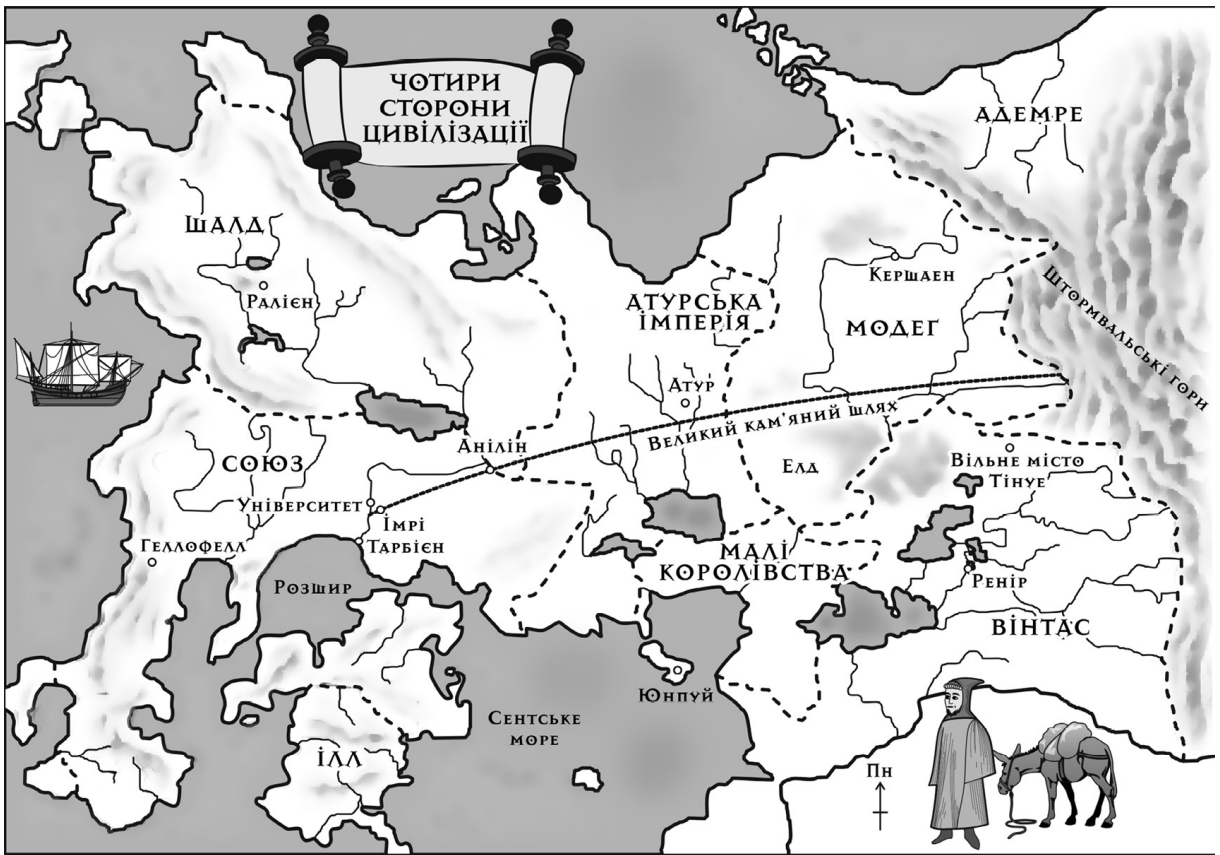 ЧОТИРИ
СТОРОНИ
ЦИВІЛІЗАЦІЇ
АДЕМРЕ
ШАЛД
РАЛІЄН
КЕРШАЕН
АТУРСЬКА
ІМПЕРІЯ
МОДЕҐ
ШТОРМВАЛЬСЬКІ ГОРИ
АТУР
ВЕЛИКИЙ КАМ'ЯНИЙ ШЛЯХ
АНІЛІН
СОЮЗ
ЕЛД
ВІЛЬНЕ МІСТО
ТІНУЕ
УНІВЕРСИТЕТ
ІМРІ
ТАРБІЄН
ГЕЛЛОФЕЛЛ
МАЛІ
КОРОЛІВСТВА
РОЗШИР
РЕНІР
ВІНТАС
ЮНПУЙ
СЕНТСЬКЕ
МОРЕ
ІЛЛ
Пн